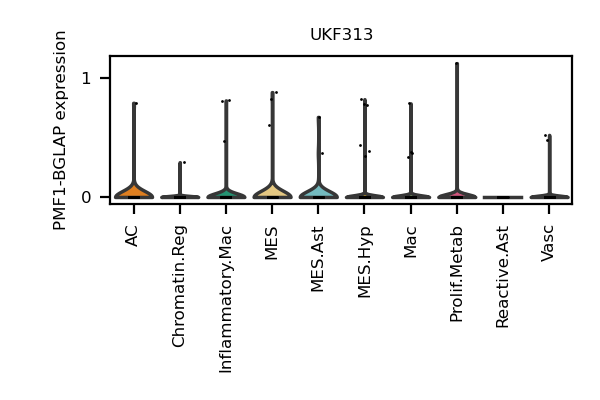 UKF313
PMF1-BGLAP expression
1
0
AC
Chromatin.Reg
Inflammatory.Mac
MES
MES.Ast
MES.Hyp
Mac
Prolif.Metab
Reactive.Ast
Vasc